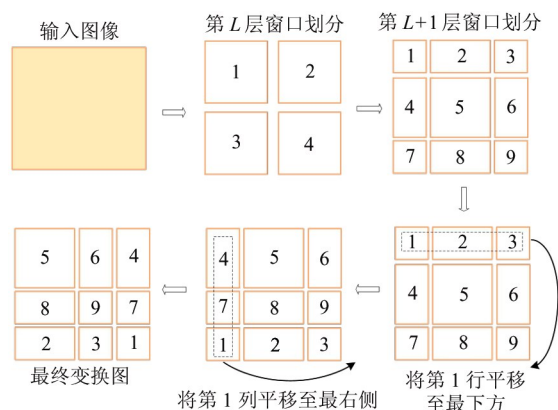 输入图像
第 L 层窗口划分
第 L+1 层窗口划分
1 2
3 4
1 2 3
4 5 6
7 8 9
1 2 3
4 5 6
7 8 9
将第 1 行平移
至最下方
4 5 6
7 8 9
1 2 3
将第 1 列平移至最右侧
5 6 4
8 9 7
2 3 1
最终变换图